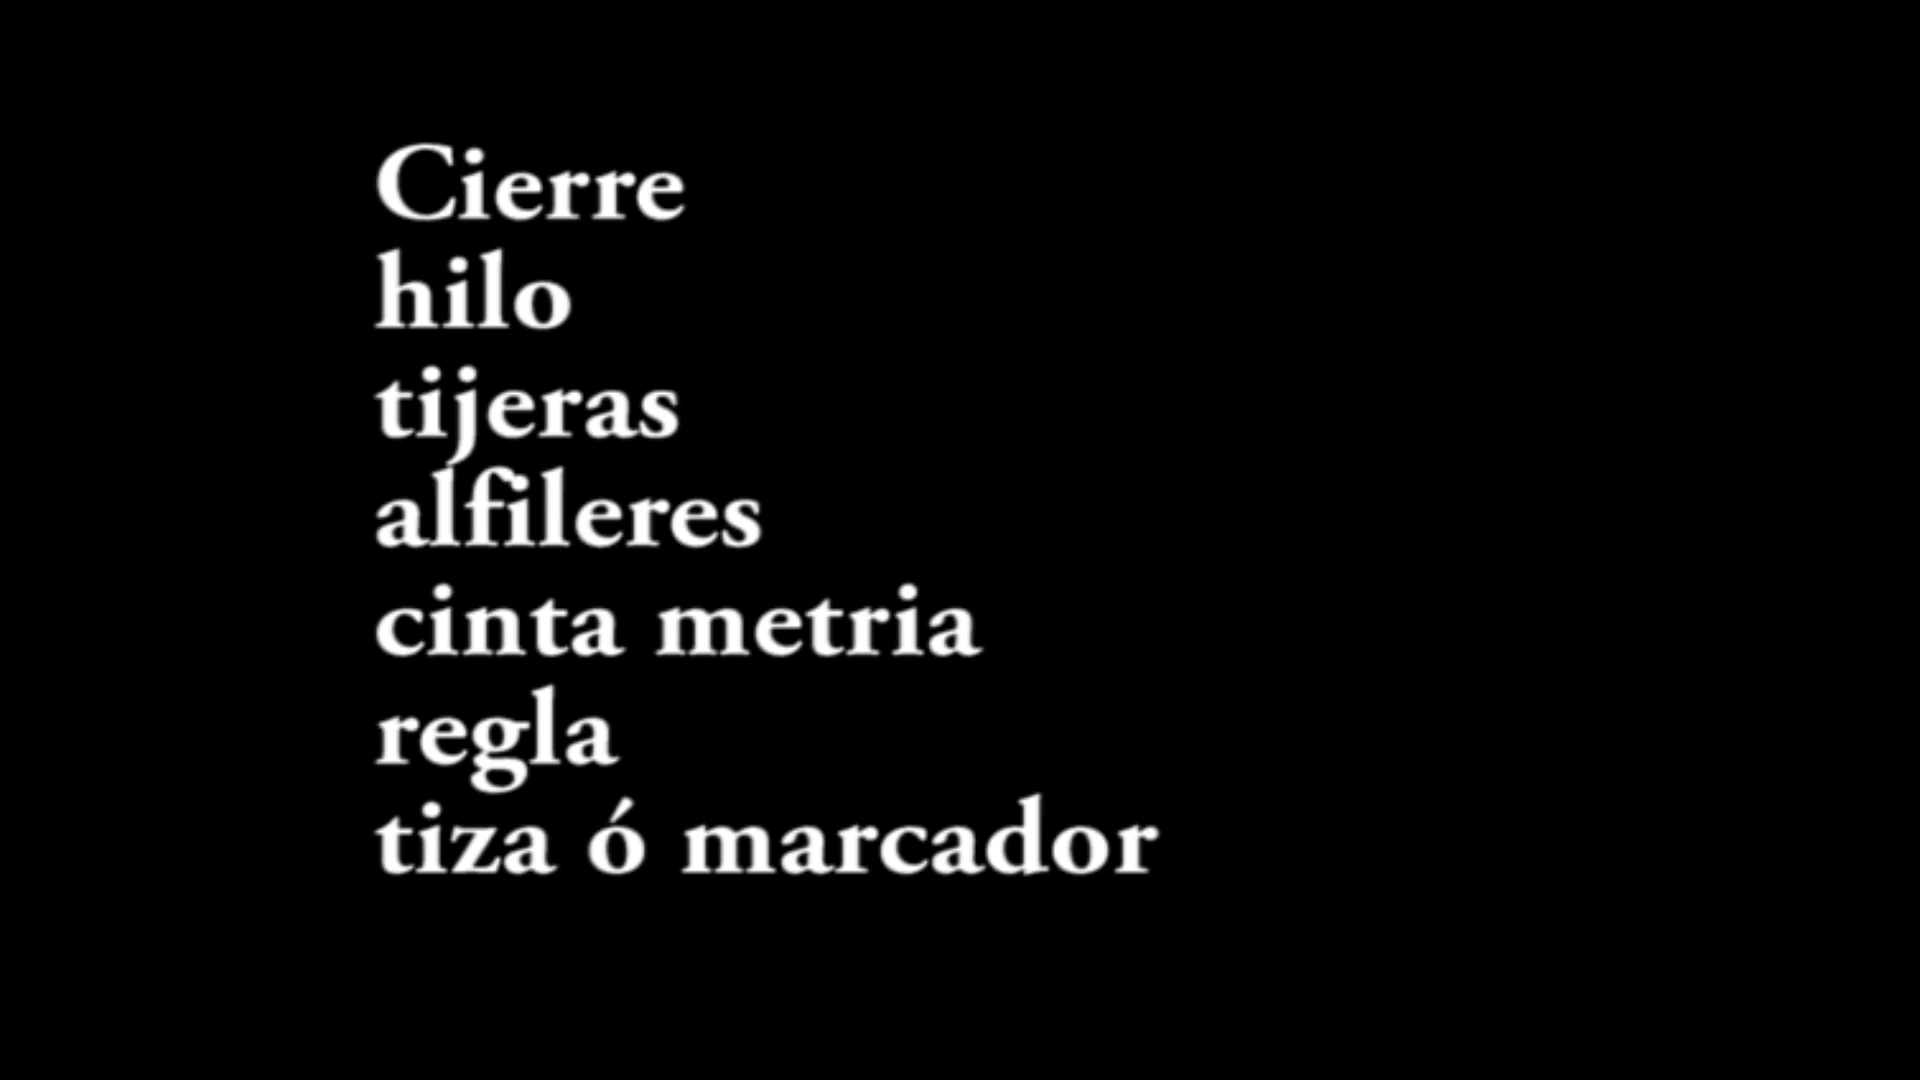 Cierre
hilo
tijeras
alfileres
cinta metria
regla
tiza ó marcador